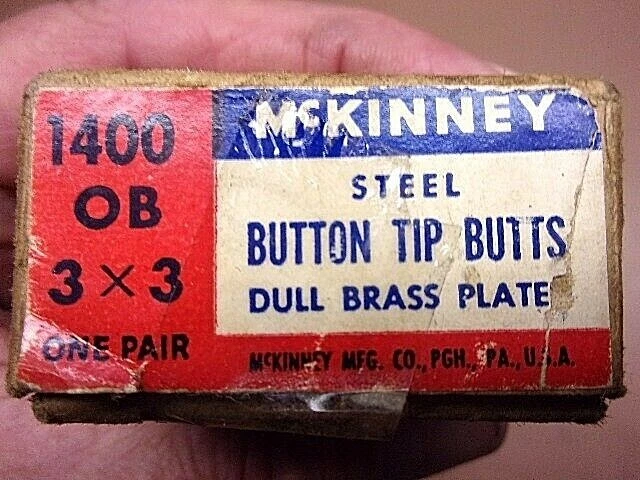 1400
OB
3 x 3
ONE PAIR
McKINNEY
STEEL
BUTTON TIP BUTTS
DULL BRASS PLATE
McKINNEY MFG. CO., PGH., PA., U.S.A.